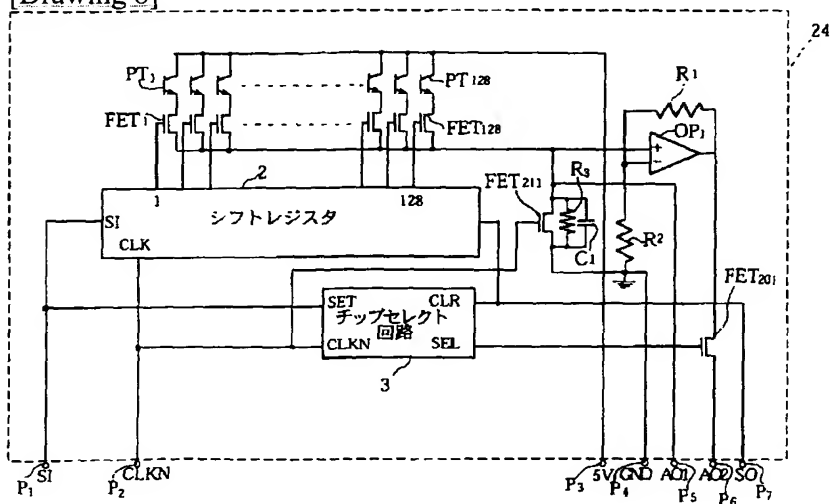 [Drawing 6]
24
PT1
PT128
R1
OP1
FET1
FET128
+
−
2
FET211
R3
R2
1
128
SI
シフトレジスタ
CLK
C1
FET201
SET
CLR
チップセレクト
回路
CLKN
SEL
3
P1 SI
P2 CLKN
P3 5V
P4 GND
P5 AO1
P6 AO2
P7 SO